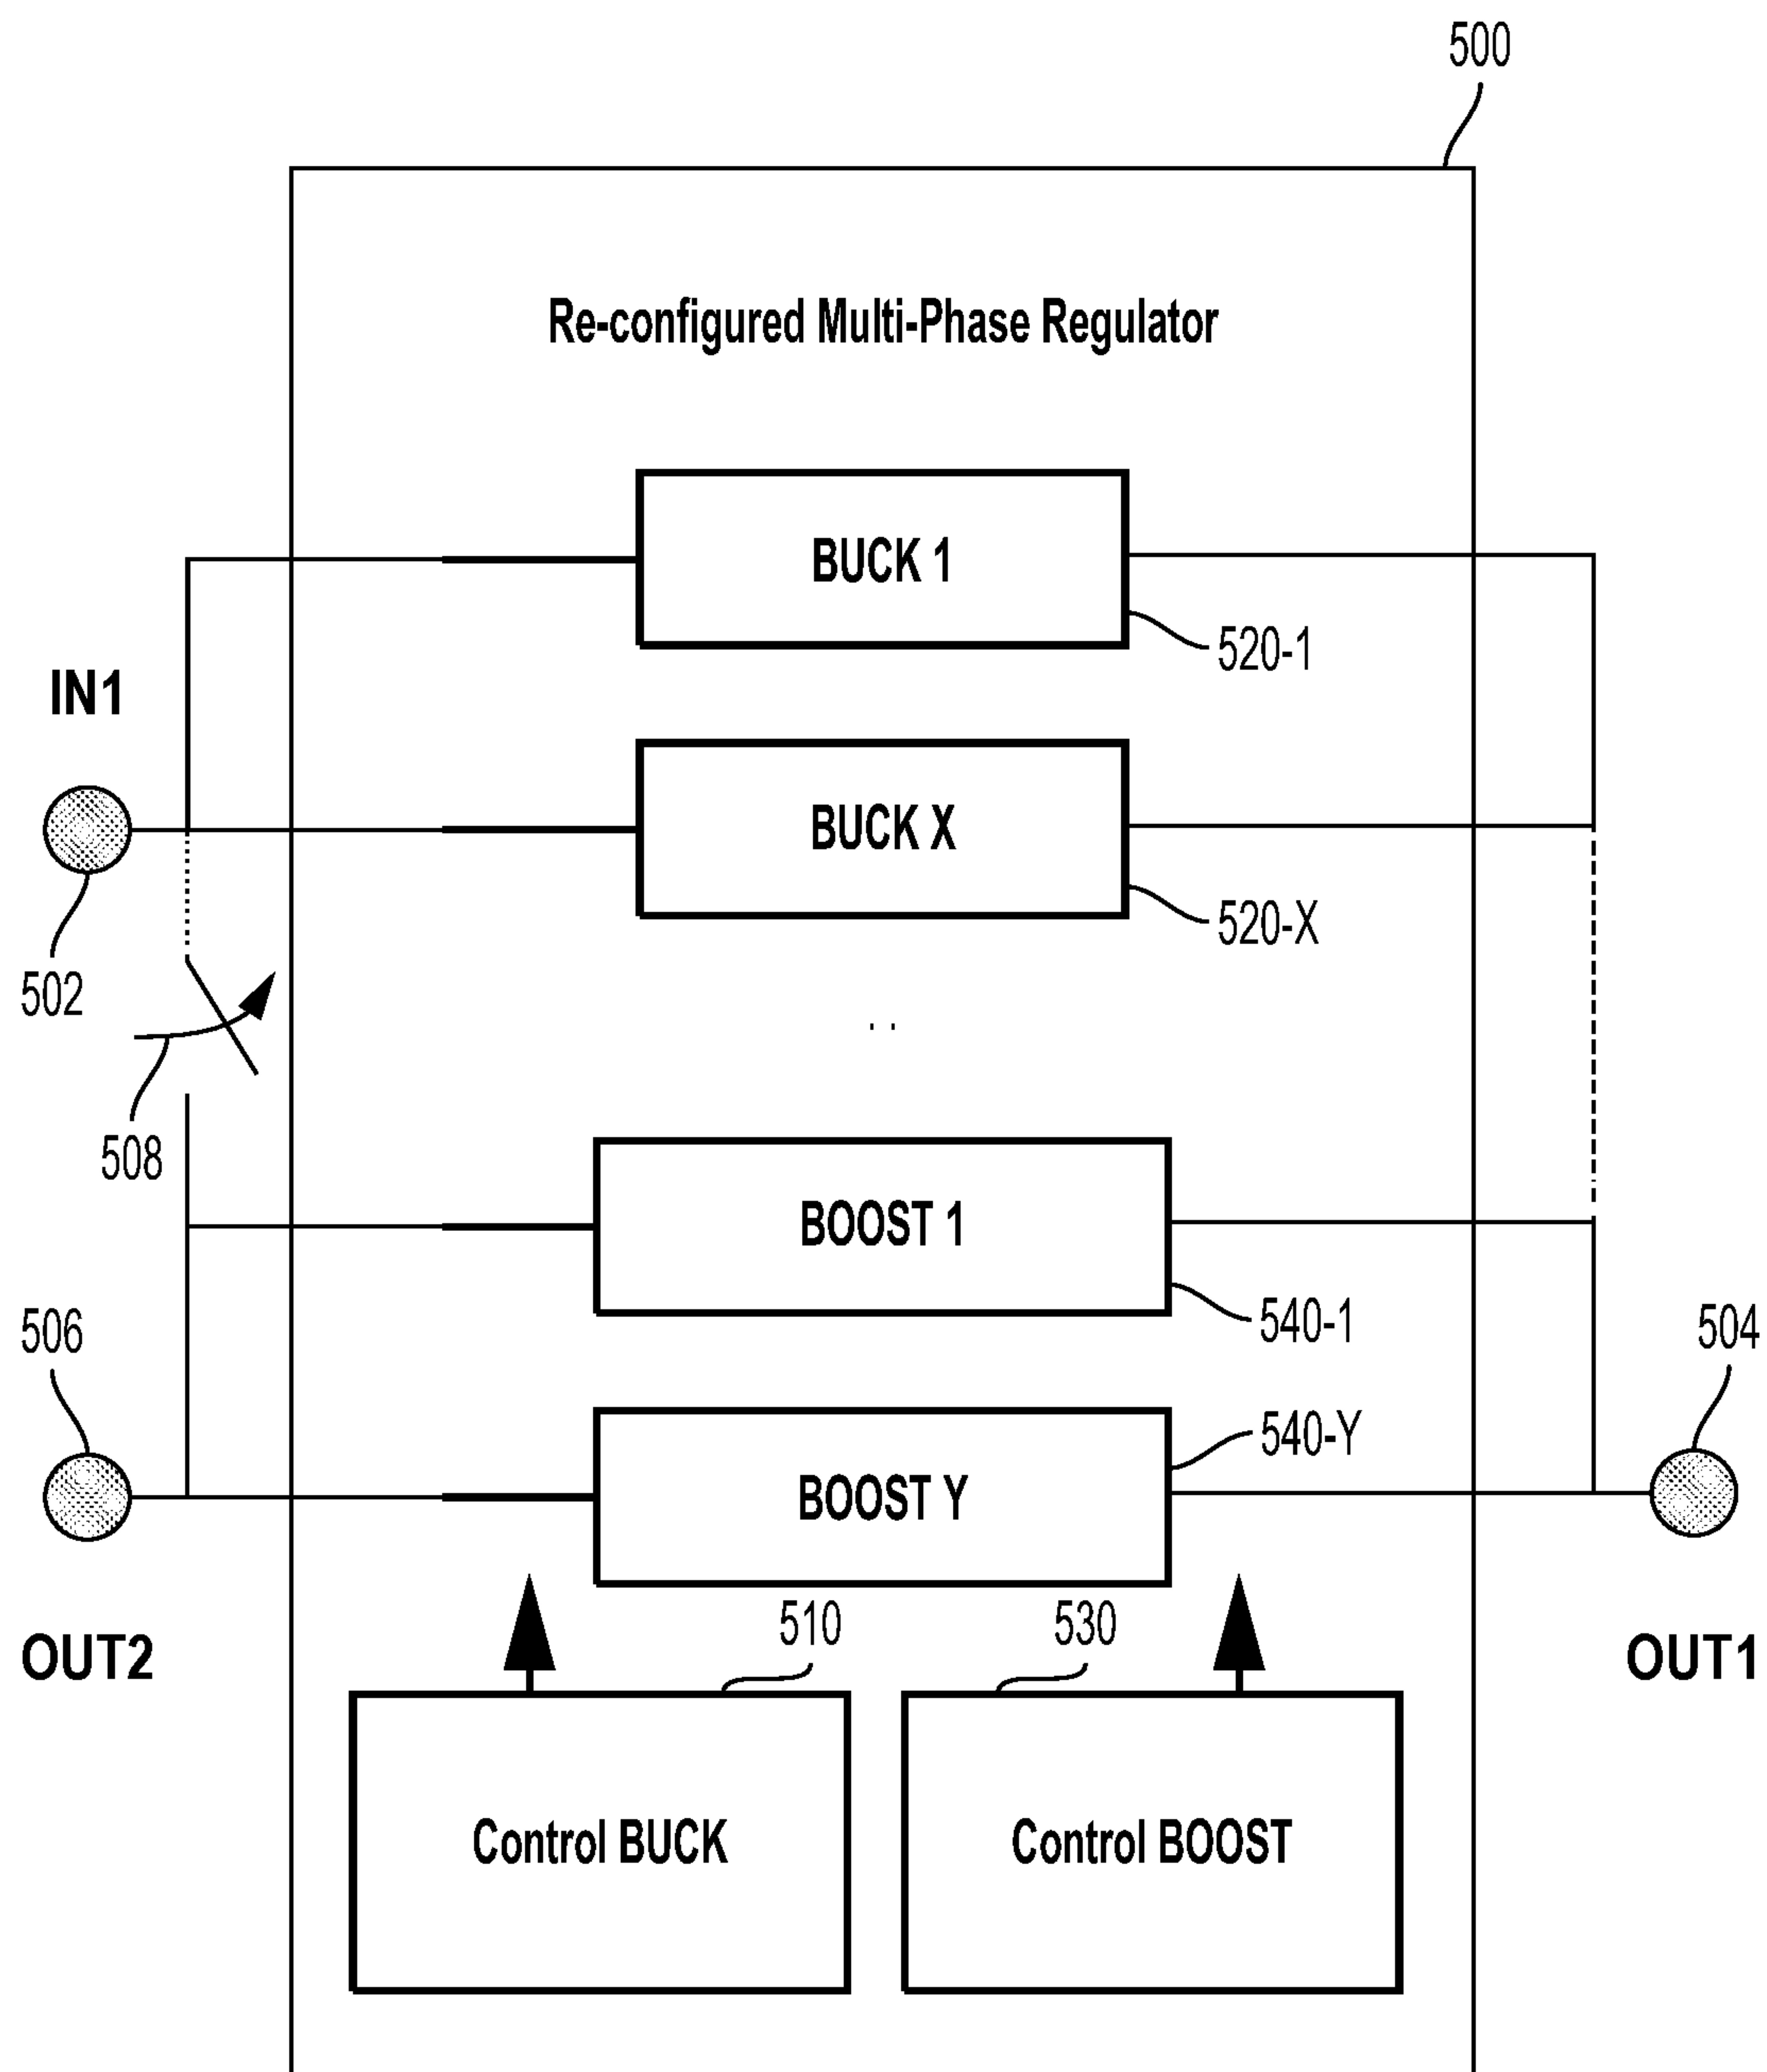 500
Re-configured Multi-Phase Regulator
BUCK 1
520-1
IN1
BUCK X
520-X
502
508
BOOST 1
540-1
506
504
540-Y
BOOST Y
510
530
OUT2
OUT1
Control BUCK
Control BOOST